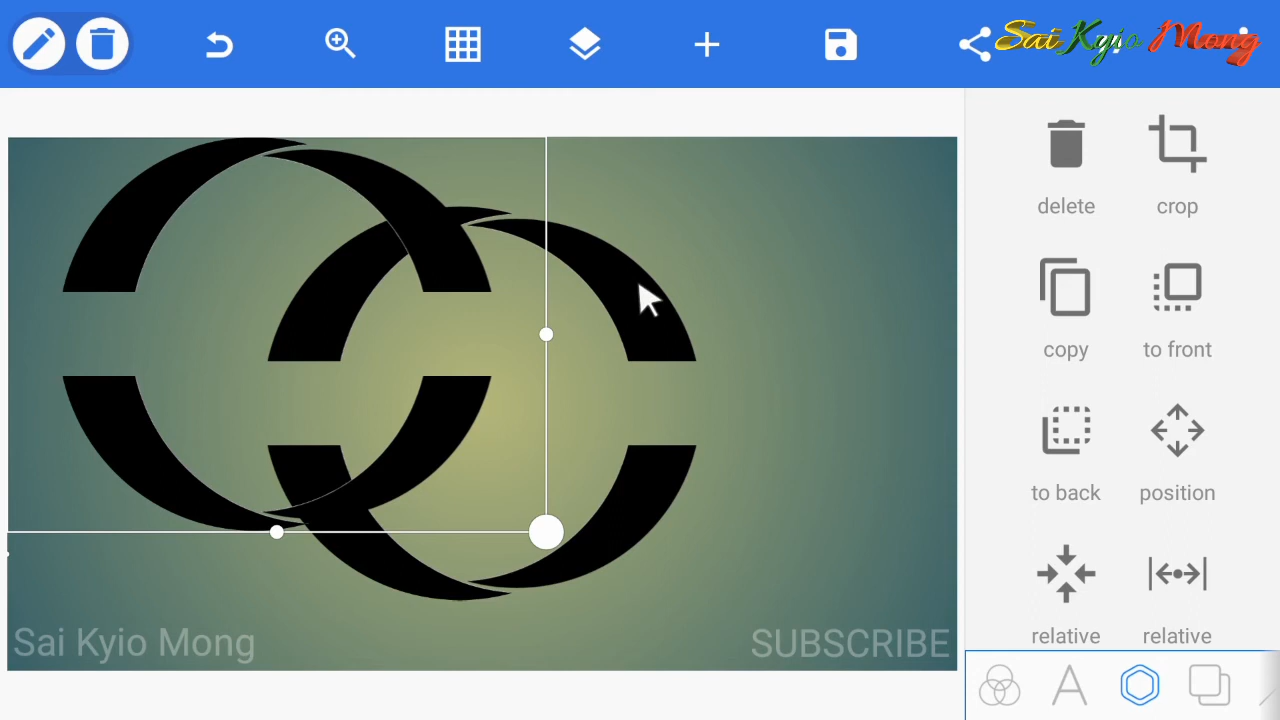 Sai Kyio Mong
delete
crop
copy
to front
to back
position
relative
relative
Sai Kyio Mong
SUBSCRIBE